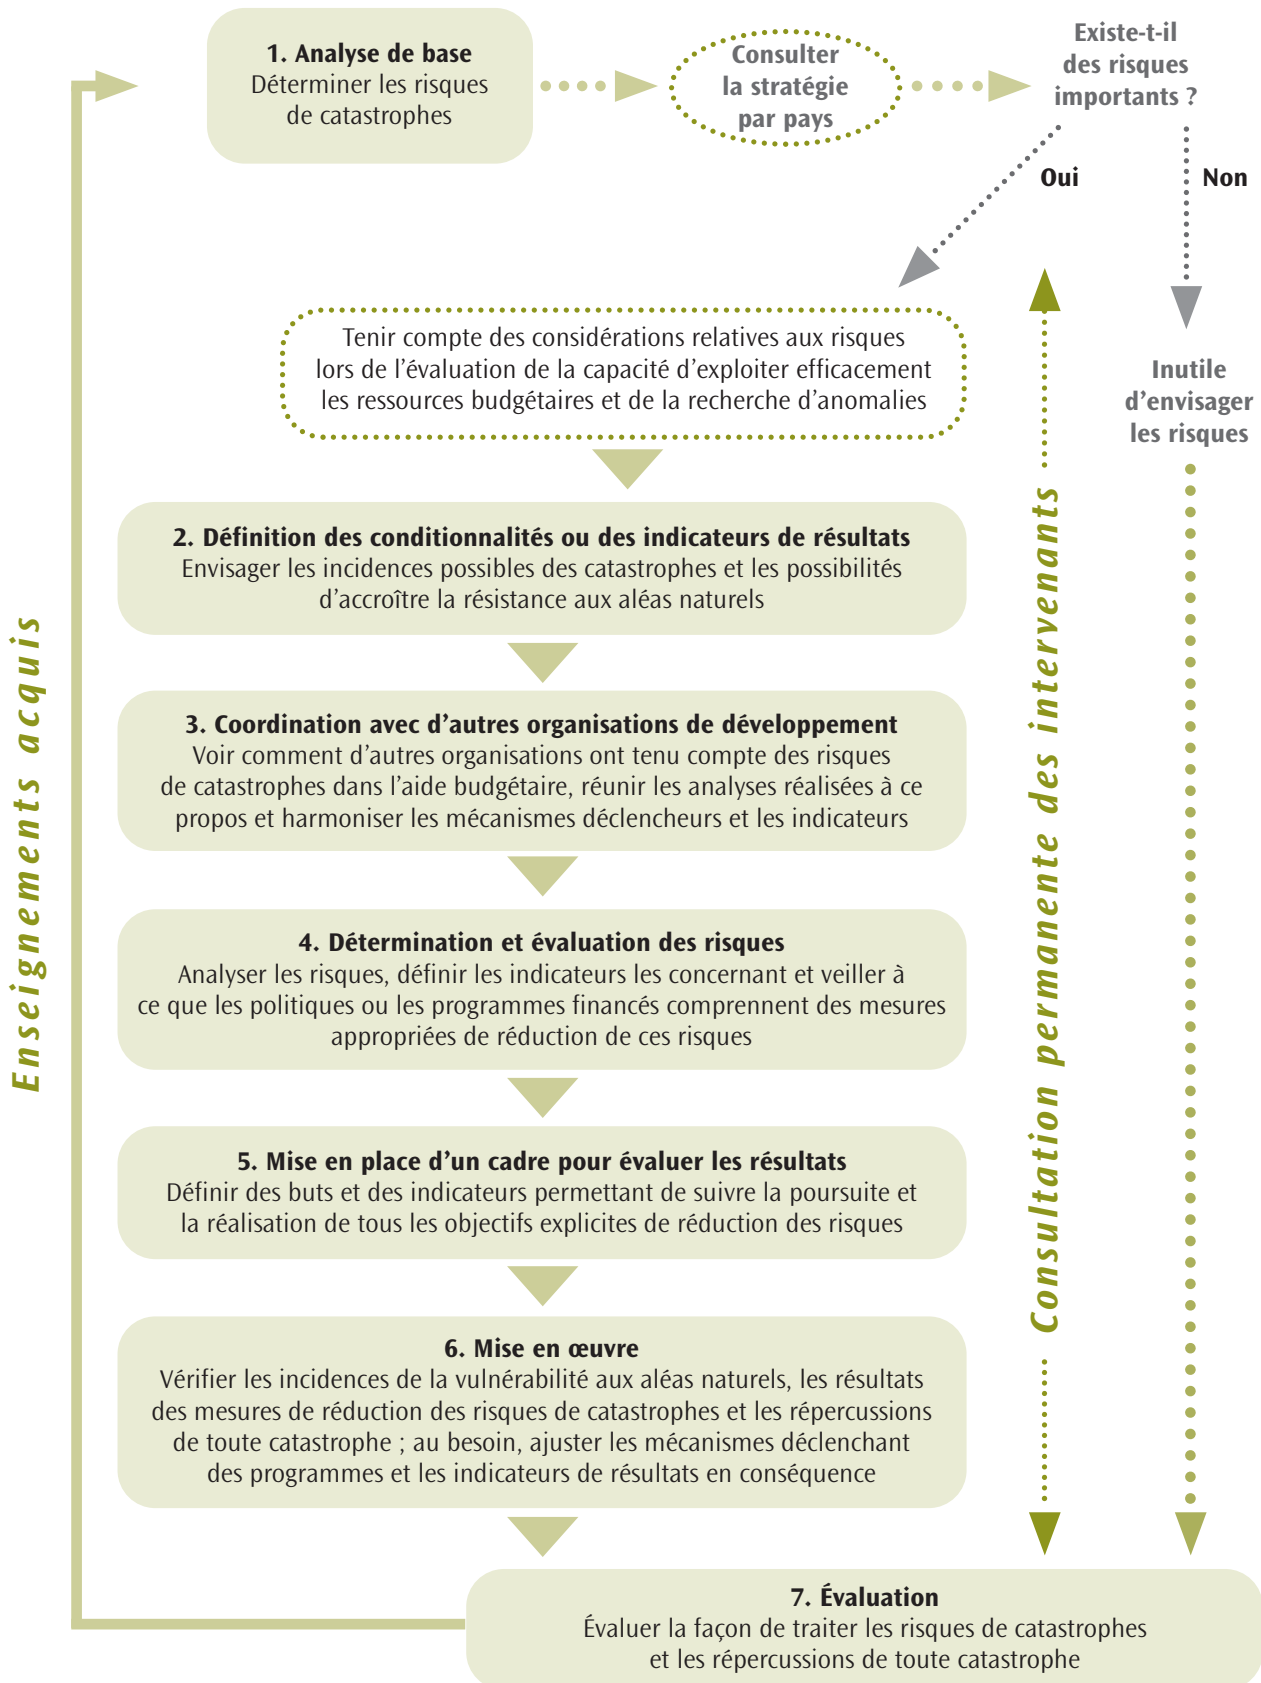 1. Analyse de base
Déterminer les risques
de catastrophes
Consulter
la stratégie
par pays
Existe-t-il
des risques
importants ?
Oui
Non
Tenir compte des considérations relatives aux risques
lors de l’évaluation de la capacité d’exploiter efficacement
les ressources budgétaires et de la recherche d’anomalies
Inutile
d’envisager
les risques
2. Définition des conditionnalités ou des indicateurs de résultats
Envisager les incidences possibles des catastrophes et les possibilités
d’accroître la résistance aux aléas naturels
3. Coordination avec d’autres organisations de développement
Voir comment d’autres organisations ont tenu compte des risques
de catastrophes dans l’aide budgétaire, réunir les analyses réalisées à ce
propos et harmoniser les mécanismes déclencheurs et les indicateurs
4. Détermination et évaluation des risques
Analyser les risques, définir les indicateurs les concernant et veiller à
ce que les politiques ou les programmes financés comprennent des mesures
appropriées de réduction de ces risques
5. Mise en place d’un cadre pour évaluer les résultats
Définir des buts et des indicateurs permettant de suivre la poursuite et
la réalisation de tous les objectifs explicites de réduction des risques
6. Mise en œuvre
Vérifier les incidences de la vulnérabilité aux aléas naturels, les résultats
des mesures de réduction des risques de catastrophes et les répercussions
de toute catastrophe ; au besoin, ajuster les mécanismes déclenchant
des programmes et les indicateurs de résultats en conséquence
7. Évaluation
Évaluer la façon de traiter les risques de catastrophes
et les répercussions de toute catastrophe
Enseignements acquis
Consultation permanente des intervenants